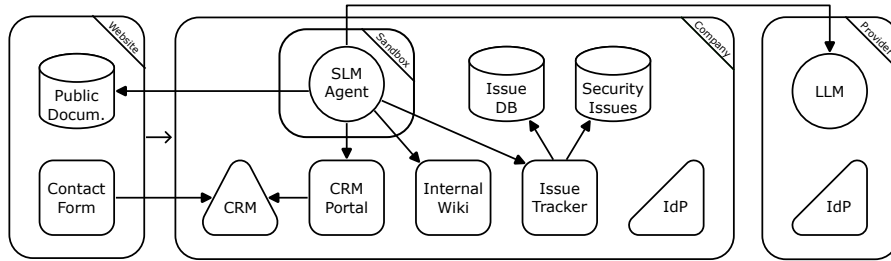 Website
Public
Docum.
Contact
Form
Company
Sandbox
SLM
Agent
Issue
DB
Security
Issues
CRM
CRM
Portal
Internal
Wiki
Issue
Tracker
IdP
Provider
LLM
IdP